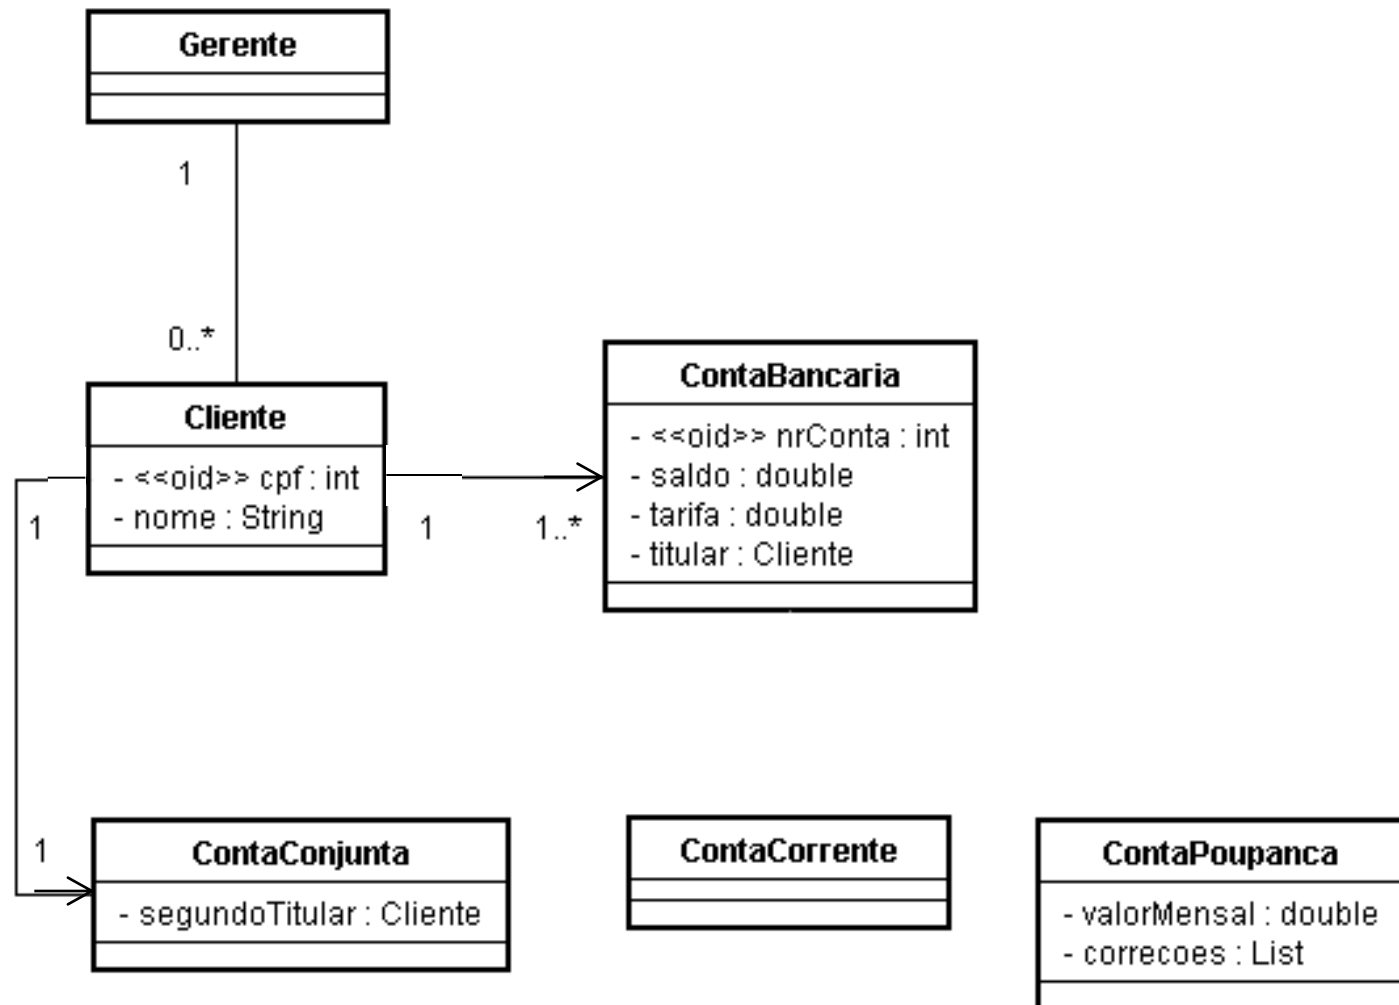 Gerente
1
0..*
Cliente
- <<oid>> cpf : int
- nome : String
1
1..*
ContaBancaria
- <<oid>> nrConta : int
- saldo : double
- tarifa : double
- titular : Cliente
1
1
ContaConjunta
- segundoTitular : Cliente
ContaCorrente
ContaPoupanca
- valorMensal : double
- correcoes : List